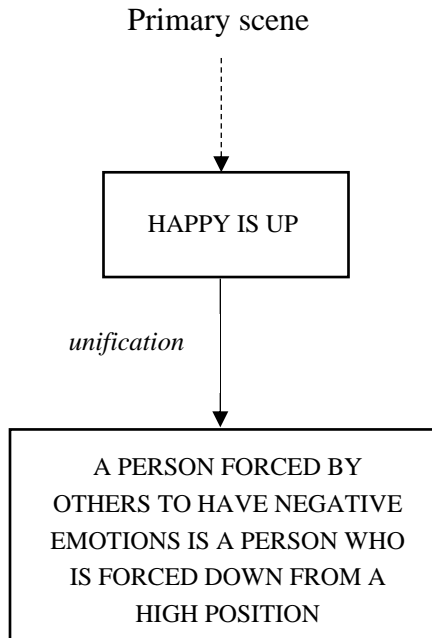 Primary scene
HAPPY IS UP
unification
A PERSON FORCED BY
OTHERS TO HAVE NEGATIVE
EMOTIONS IS A PERSON WHO
IS FORCED DOWN FROM A
HIGH POSITION